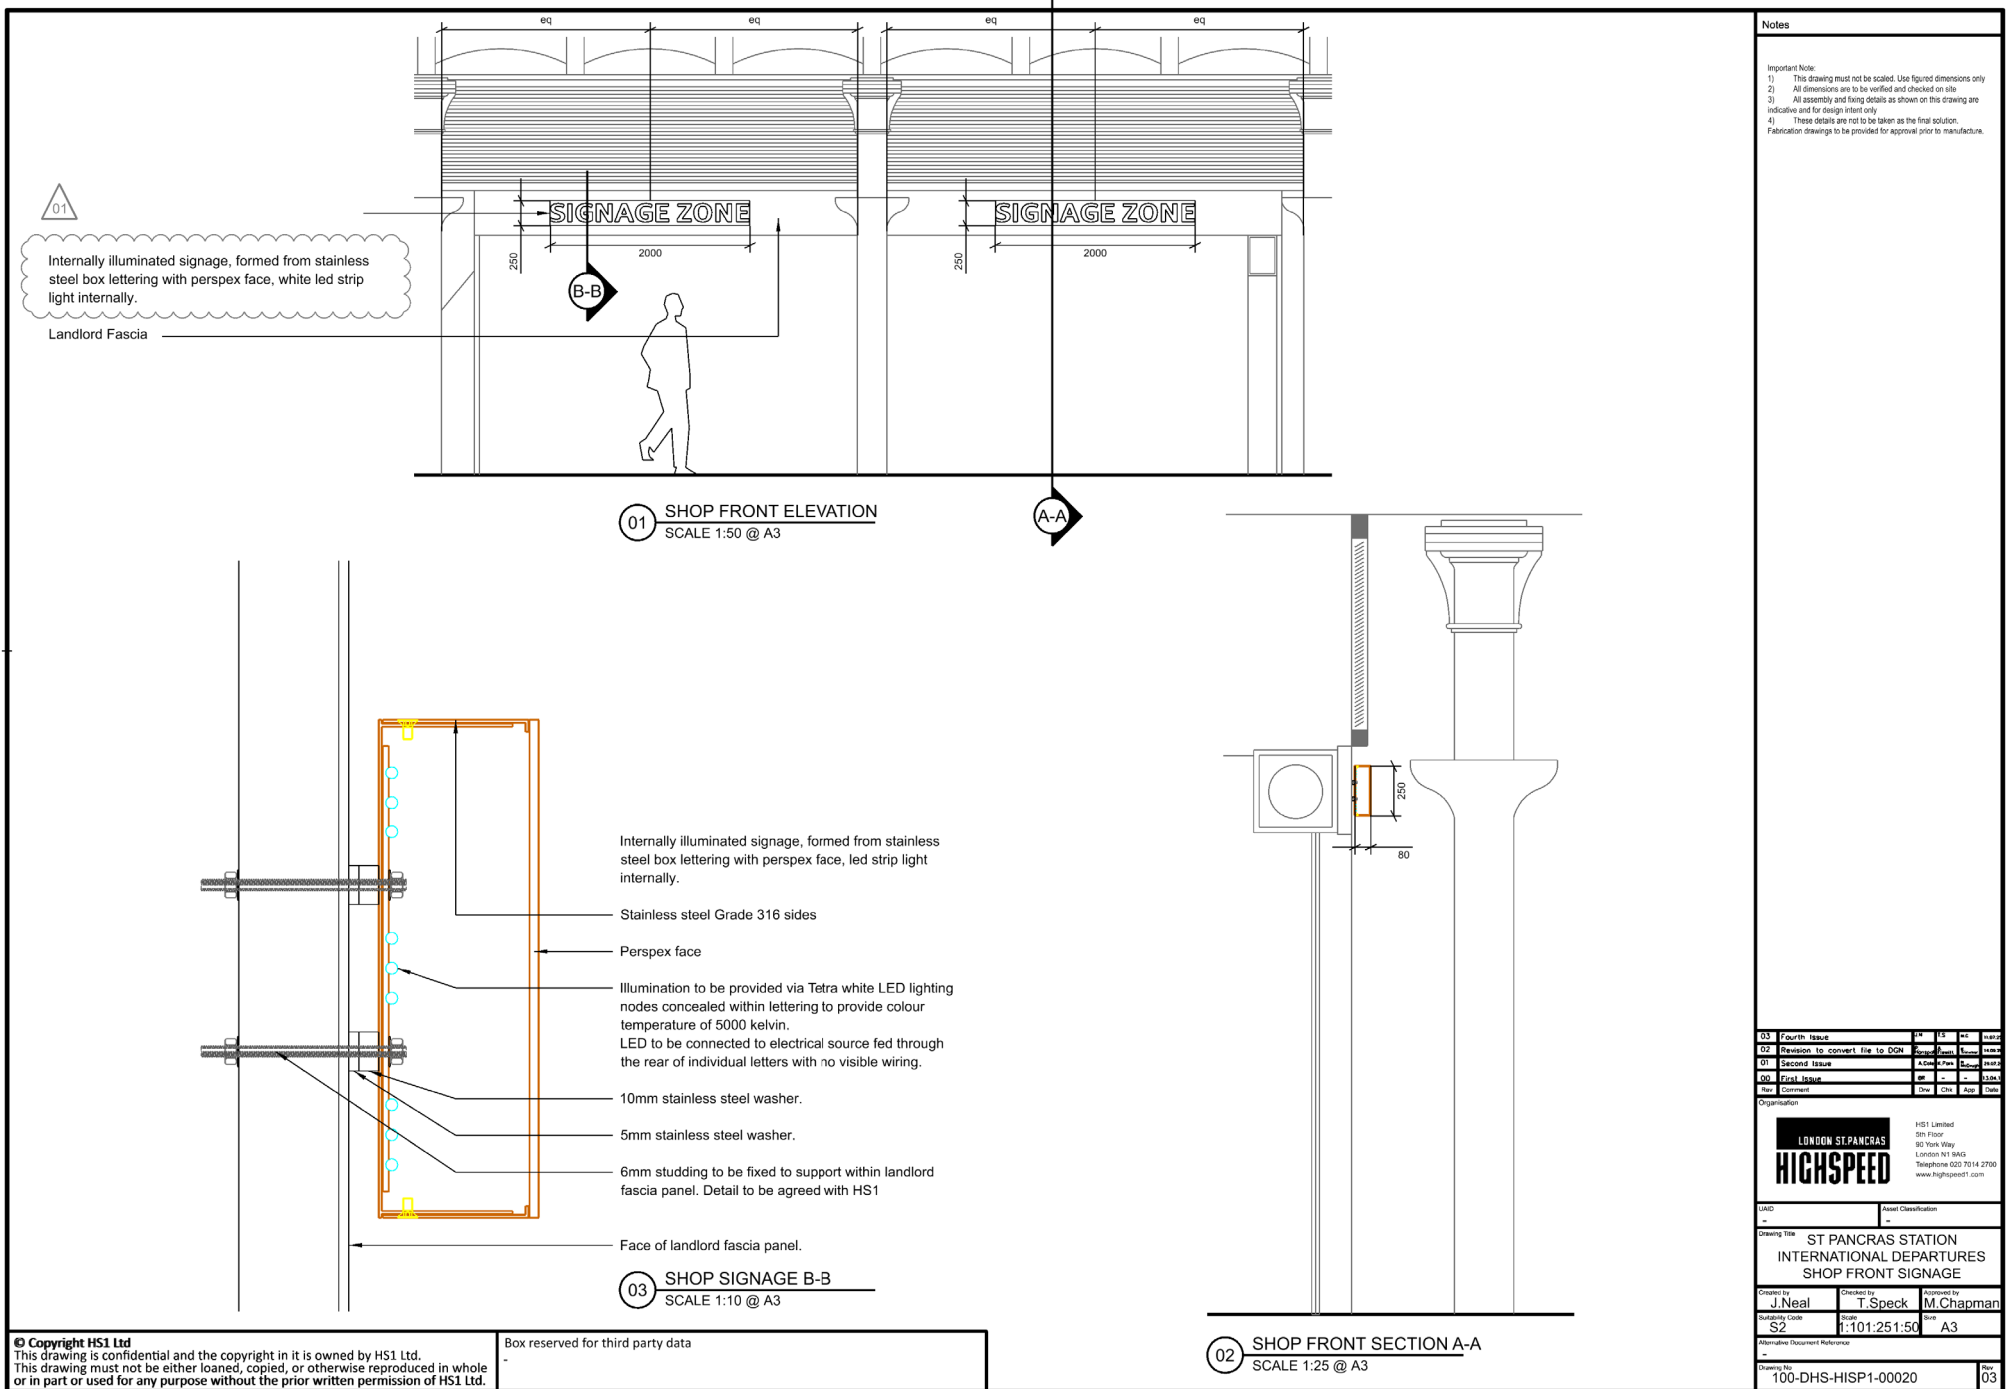 eq
eq
eq
eq
01
SIGNAGE ZONE
SIGNAGE ZONE
250
2000
250
2000
B-B
Internally illuminated signage, formed from stainless
steel box lettering with perspex face, white led strip
light internally.
Landlord Fascia
01
SHOP FRONT ELEVATION
SCALE 1:50 @ A3
A-A
Internally illuminated signage, formed from stainless
steel box lettering with perspex face, led strip light
internally.
Stainless steel Grade 316 sides
Perspex face
Illumination to be provided via Tetra white LED lighting
nodes concealed within lettering to provide colour
temperature of 5000 kelvin.
LED to be connected to electrical source fed through
the rear of individual letters with no visible wiring.
10mm stainless steel washer.
5mm stainless steel washer.
6mm studding to be fixed to support within landlord
fascia panel. Detail to be agreed with HS1
Face of landlord fascia panel.
03
SHOP SIGNAGE B-B
SCALE 1:10 @ A3
250
80
02
SHOP FRONT SECTION A-A
SCALE 1:25 @ A3
© Copyright HS1 Ltd
This drawing is confidential and the copyright in it is owned by HS1 Ltd.
This drawing must not be either loaned, copied, or otherwise reproduced in whole
or in part or used for any purpose without the prior written permission of HS1 Ltd.
Box reserved for third party data
-
Notes
Important Note:
1) This drawing must not be scaled. Use figured dimensions only
2) All dimensions are to be verified and checked on site
3) All assembly and fixing details as shown on this drawing are
indicative and for design intent only
4) These details are not to be taken as the final solution.
Fabrication drawings to be provided for approval prior to manufacture.
03 Fourth Issue
02 Revision to convert file to DGN
01 Second Issue
00 First Issue - -
Rev Comment Drw Chk App Date
Organisation
LONDON ST.PANCRAS
HIGHSPEED
HS1 Limited
5th Floor
90 York Way
London N1 9AG
Telephone 020 7014 2700
www.highspeed1.com
UAID
-
Asset Classification
-
Drawing Title
ST PANCRAS STATION
INTERNATIONAL DEPARTURES
SHOP FRONT SIGNAGE
Created by
J.Neal
Checked by
T.Speck
Approved by
M.Chapman
Suitability Code
S2
Scale
1:101:251:50
Size
A3
Alternative Document Reference
-
Drawing No
100-DHS-HISP1-00020
Rev
03